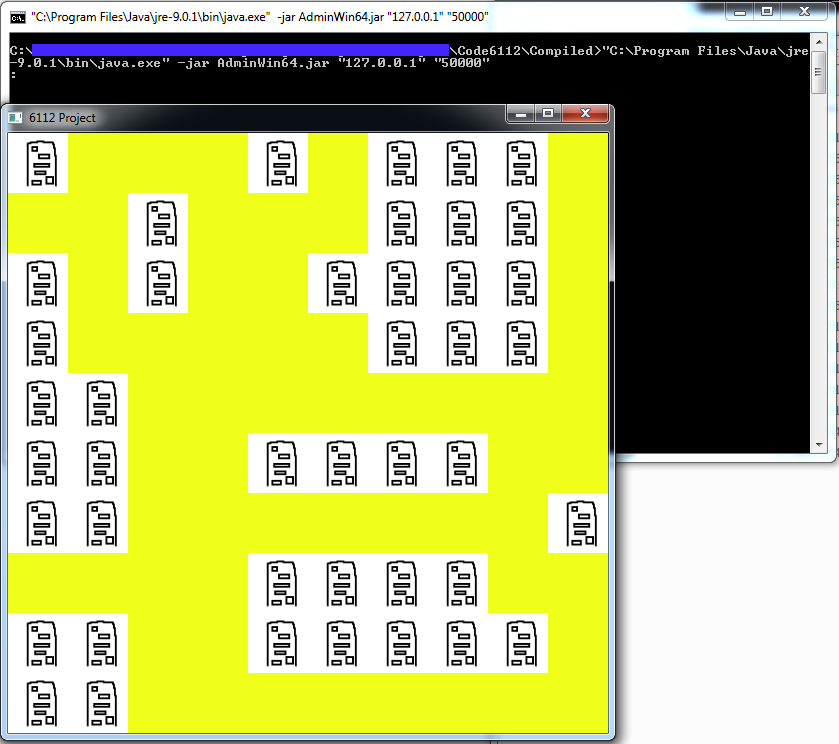 "C:\Program Files\Java\jre-9.0.1\bin\java.exe"  -jar AdminWin64.jar "127.0.0.1" "50000"
C:\
\Code6112\Compiled>"C:\Program Files\Java\jre
-9.0.1\bin\java.exe" -jar AdminWin64.jar "127.0.0.1" "50000"
:
6112 Project